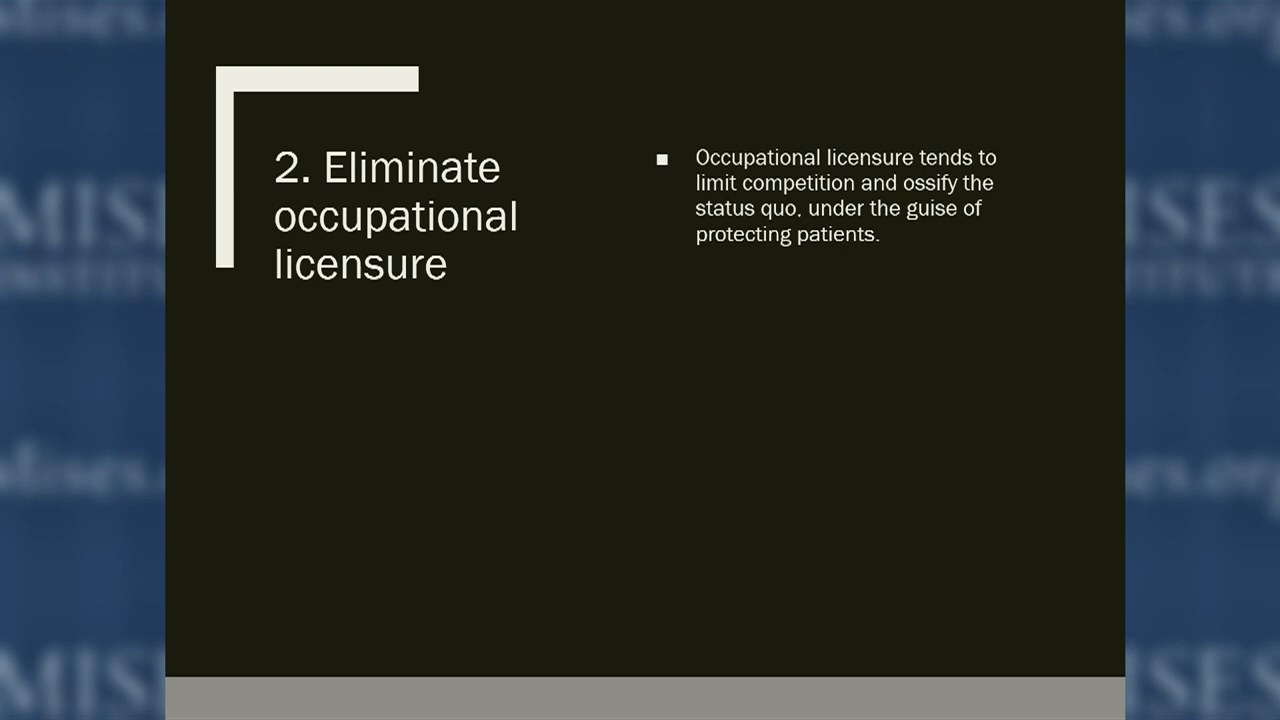 2. Eliminate
occupational
licensure
■ Occupational licensure tends to
limit competition and ossify the
status quo, under the guise of
protecting patients.